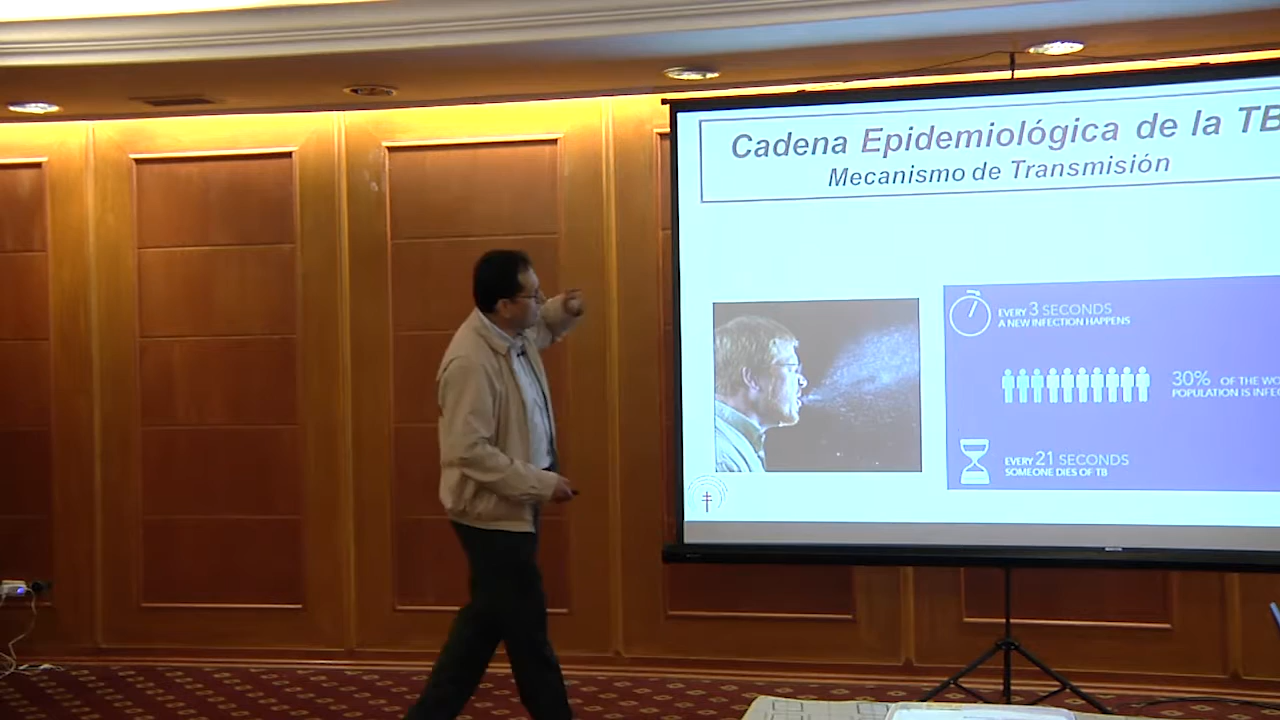 Cadena Epidemiológica de la TB
Mecanismo de Transmisión
EVERY 3 SECONDS
A NEW INFECTION HAPPENS
30% OF THE WO
POPULATION IS INFEC
EVERY 21 SECONDS
SOMEONE DIES OF TB